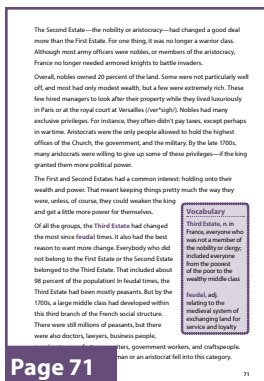 The Second Estate—the nobility or aristocracy—had changed a good deal
more than the First Estate. For one thing, it was no longer a warrior class.
Although most army officers were nobles, or members of the aristocracy,
France no longer needed armored knights to battle invaders.
Overall, nobles owned 20 percent of the land. Some were not particularly well
off, and most had only modest wealth, but a few were extremely rich. These
few hired managers to look after their property while they lived luxuriously
in Paris or at the royal court at Versailles (/ver*sigh/). Nobles had many
exclusive privileges. For instance, they often didn't pay taxes, except perhaps
in wartime. Aristocrats were the only people allowed to hold the highest
offices of the Church, the government, and the military. By the late 1700s,
many aristocrats were willing to give up some of these privileges—if the king
granted them more political power.
The First and Second Estates had a common interest: holding onto their
wealth and power. That meant keeping things pretty much the way they
were, unless, of course, they could weaken the king
and get a little more power for themselves.
Of all the groups, the Third Estate had changed
the most since feudal times. It also had the best
reason to want more change. Everybody who did
not belong to the First Estate or the Second Estate
belonged to the Third Estate. That included about
98 percent of the population! In feudal times, the
Third Estate had been mostly peasants. But by the
1700s, a large middle class had developed within
this third branch of the French social structure.
There were still millions of peasants, but there
were also doctors, lawyers, business people,
writers, government workers, and craftspeople.
man or an aristocrat fell into this category.
Vocabulary
Third Estate, n. in
France, everyone who
was not a member of
the nobility or clergy;
included everyone
from the poorest
of the poor to the
wealthy middle class
feudal, adj.
relating to the
medieval system of
exchanging land for
service and loyalty
Page 71
71